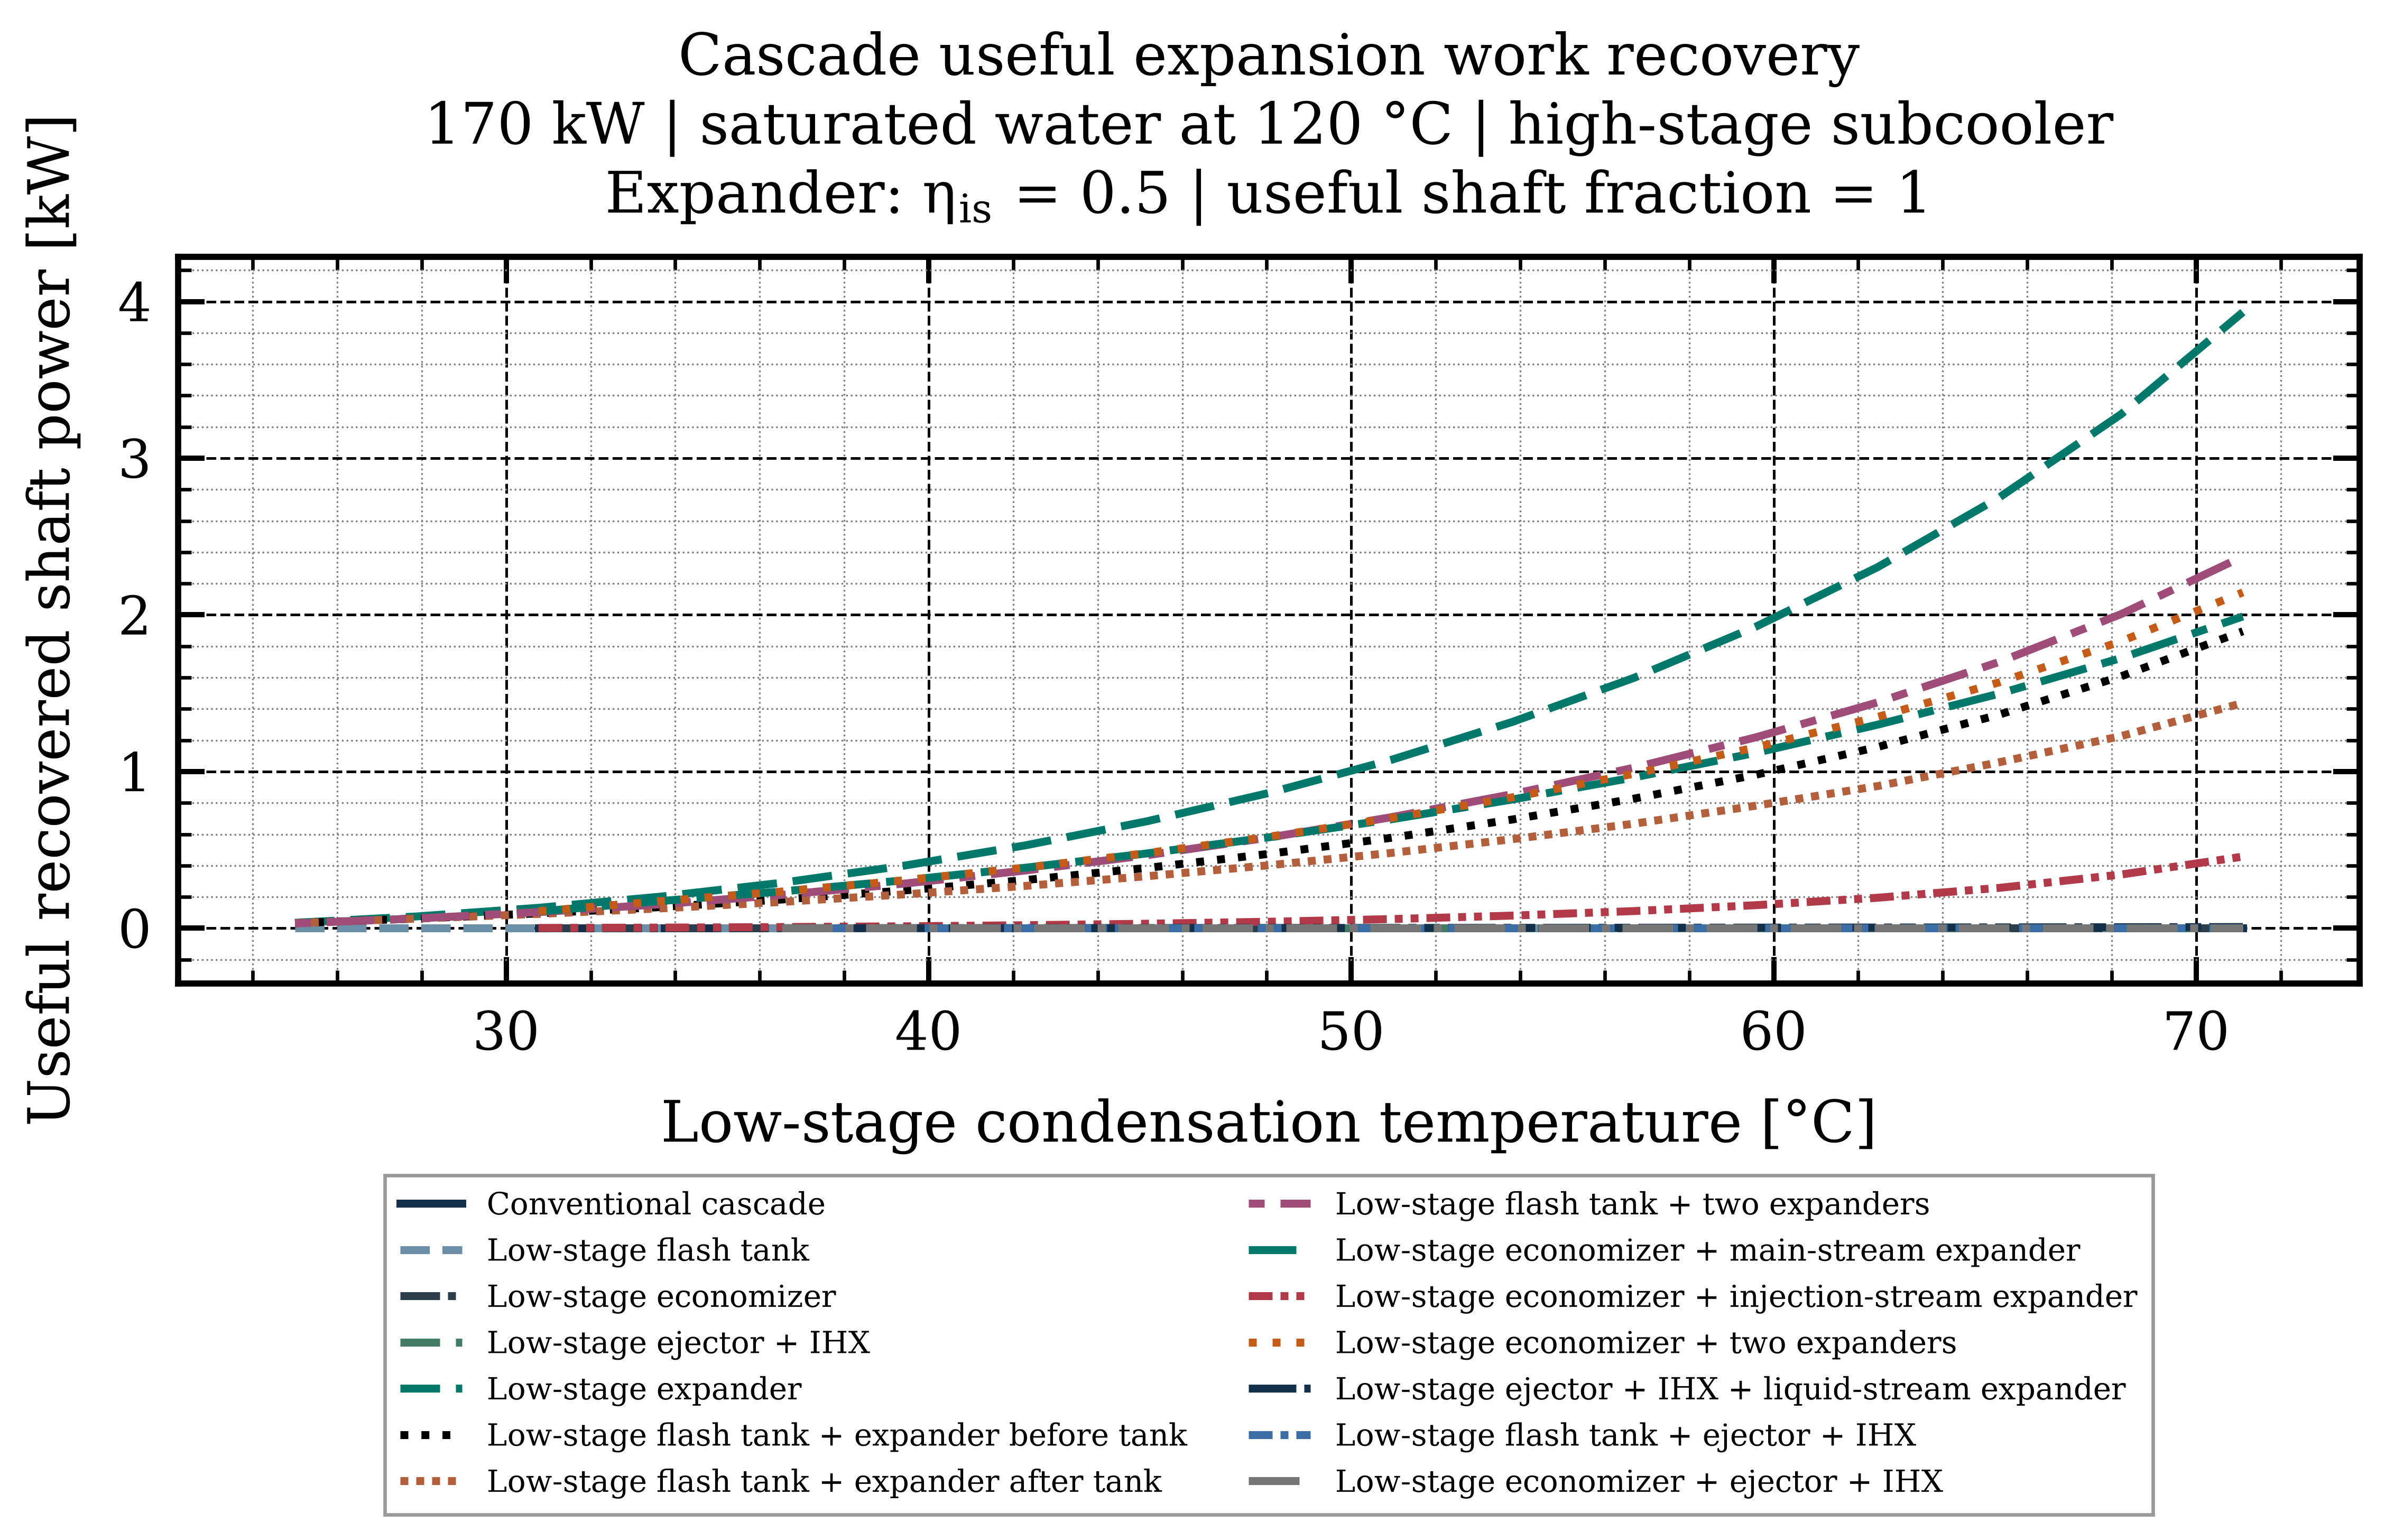 Cascade useful expansion work recovery
170 kW | saturated water at 120 °C | high-stage subcooler
Expander: ηis = 0.5 | useful shaft fraction = 1
Useful recovered shaft power [kW]
4
3
2
1
0
30 40 50 60 70
Low-stage condensation temperature [°C]
Conventional cascade
Low-stage flash tank
Low-stage economizer
Low-stage ejector + IHX
Low-stage expander
Low-stage flash tank + expander before tank
Low-stage flash tank + expander after tank
Low-stage flash tank + two expanders
Low-stage economizer + main-stream expander
Low-stage economizer + injection-stream expander
Low-stage economizer + two expanders
Low-stage ejector + IHX + liquid-stream expander
Low-stage flash tank + ejector + IHX
Low-stage economizer + ejector + IHX